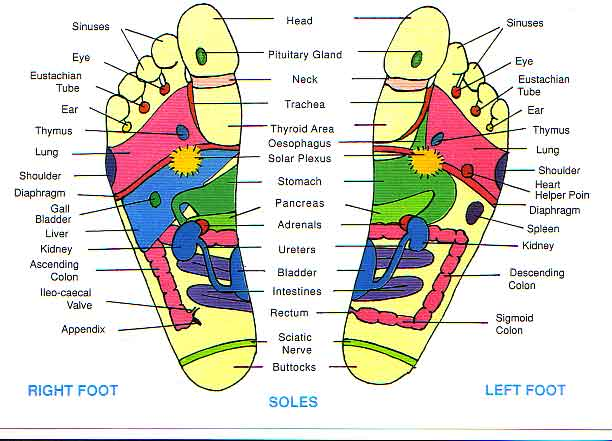 Sinuses
Eye
Eustachian
Tube
Ear
Thymus
Lung
Shoulder
Diaphragm
Gall
Bladder
Liver
Kidney
Ascending
Colon
Ileo-caecal
Valve
Appendix
Head
Pituitary Gland
Neck
Trachea
Thyroid Area
Oesophagus
Solar Plexus
Stomach
Pancreas
Adrenals
Ureters
Bladder
Intestines
Rectum
Sciatic
Nerve
Buttocks
Sinuses
Eye
Eustachian
Tube
Ear
Thymus
Lung
Shoulder
Heart
Helper Poin
Diaphragm
Spleen
Kidney
Descending
Colon
Sigmoid
Colon
RIGHT FOOT
SOLES
LEFT FOOT